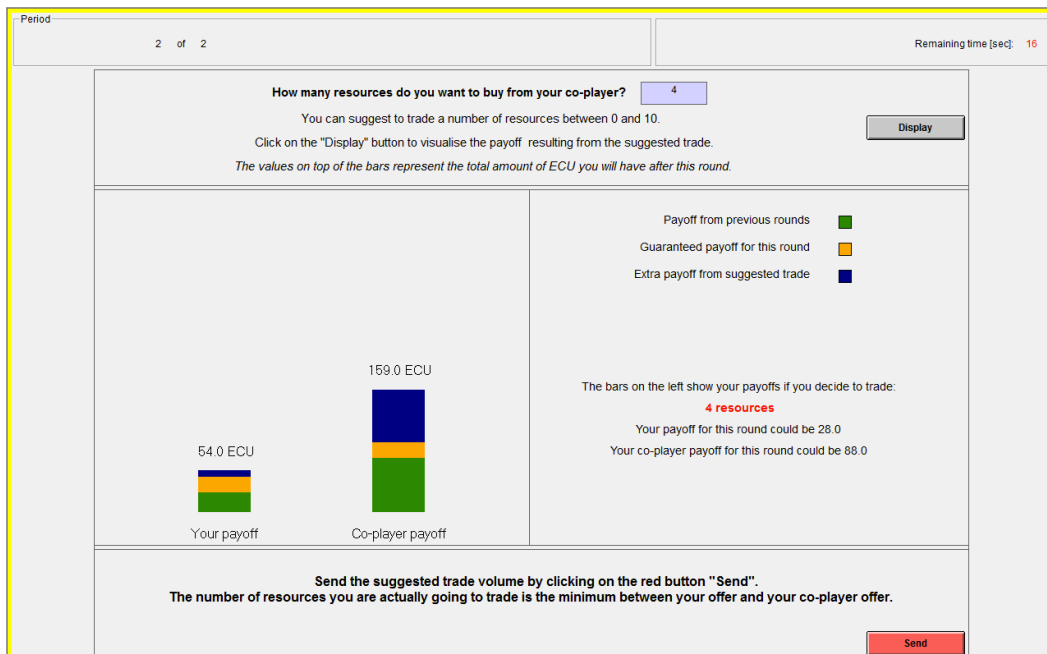 Period
2 of 2
Remaining time [sec]: 16
How many resources do you want to buy from your co-player? 4
You can suggest to trade a number of resources between 0 and 10.
Display
Click on the "Display" button to visualise the payoff resulting from the suggested trade.
The values on top of the bars represent the total amount of ECU you will have after this round.
Payoff from previous rounds
Guaranteed payoff for this round
Extra payoff from suggested trade
159.0 ECU
54.0 ECU
Your payoff
Co-player payoff
The bars on the left show your payoffs if you decide to trade:
4 resources
Your payoff for this round could be 28.0
Your co-player payoff for this round could be 88.0
Send the suggested trade volume by clicking on the red button "Send".
The number of resources you are actually going to trade is the minimum between your offer and your co-player offer.
Send